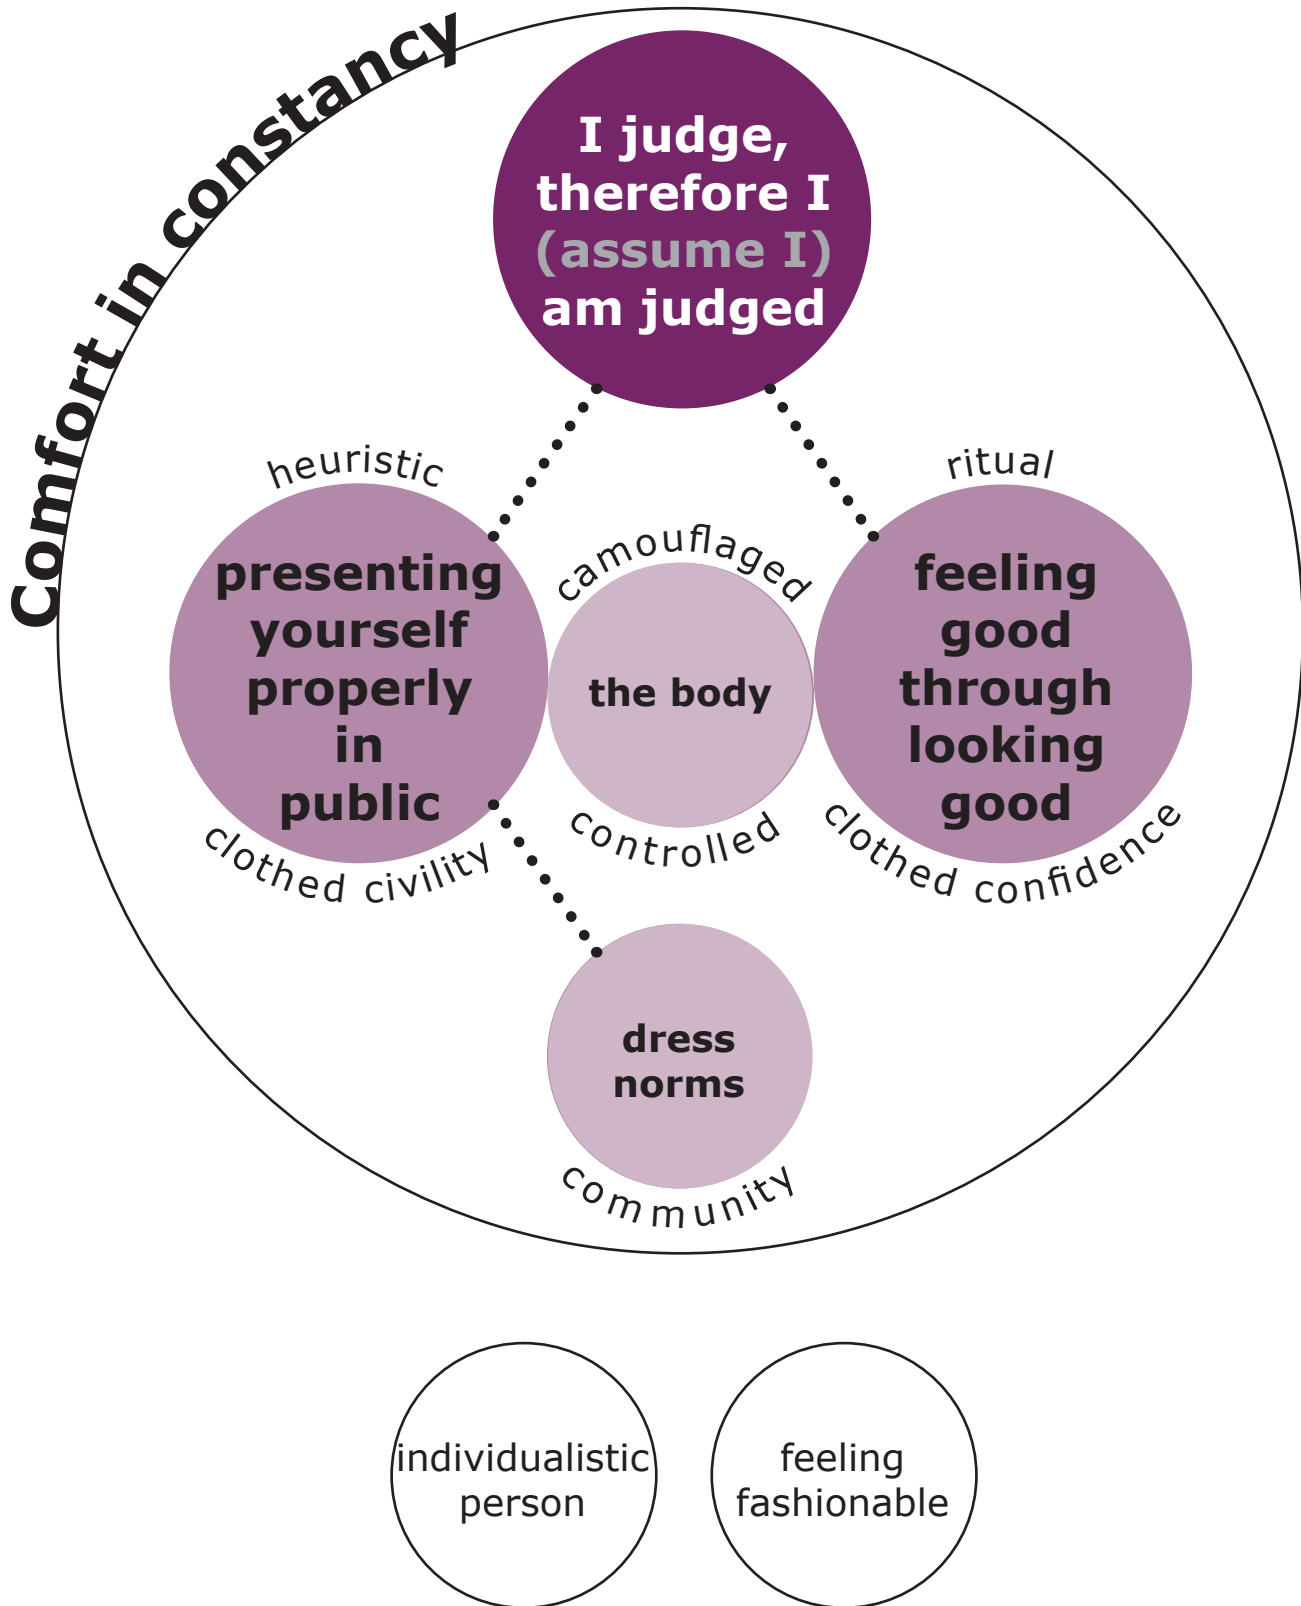 Comfort in constancy
I judge,
therefore I
(assume I)
am judged
heuristic
presenting
yourself
properly
in
public
clothed civility
camouflaged
the body
controlled
ritual
feeling
good
through
looking
good
clothed confidence
dress
norms
community
individualistic
person
feeling
fashionable